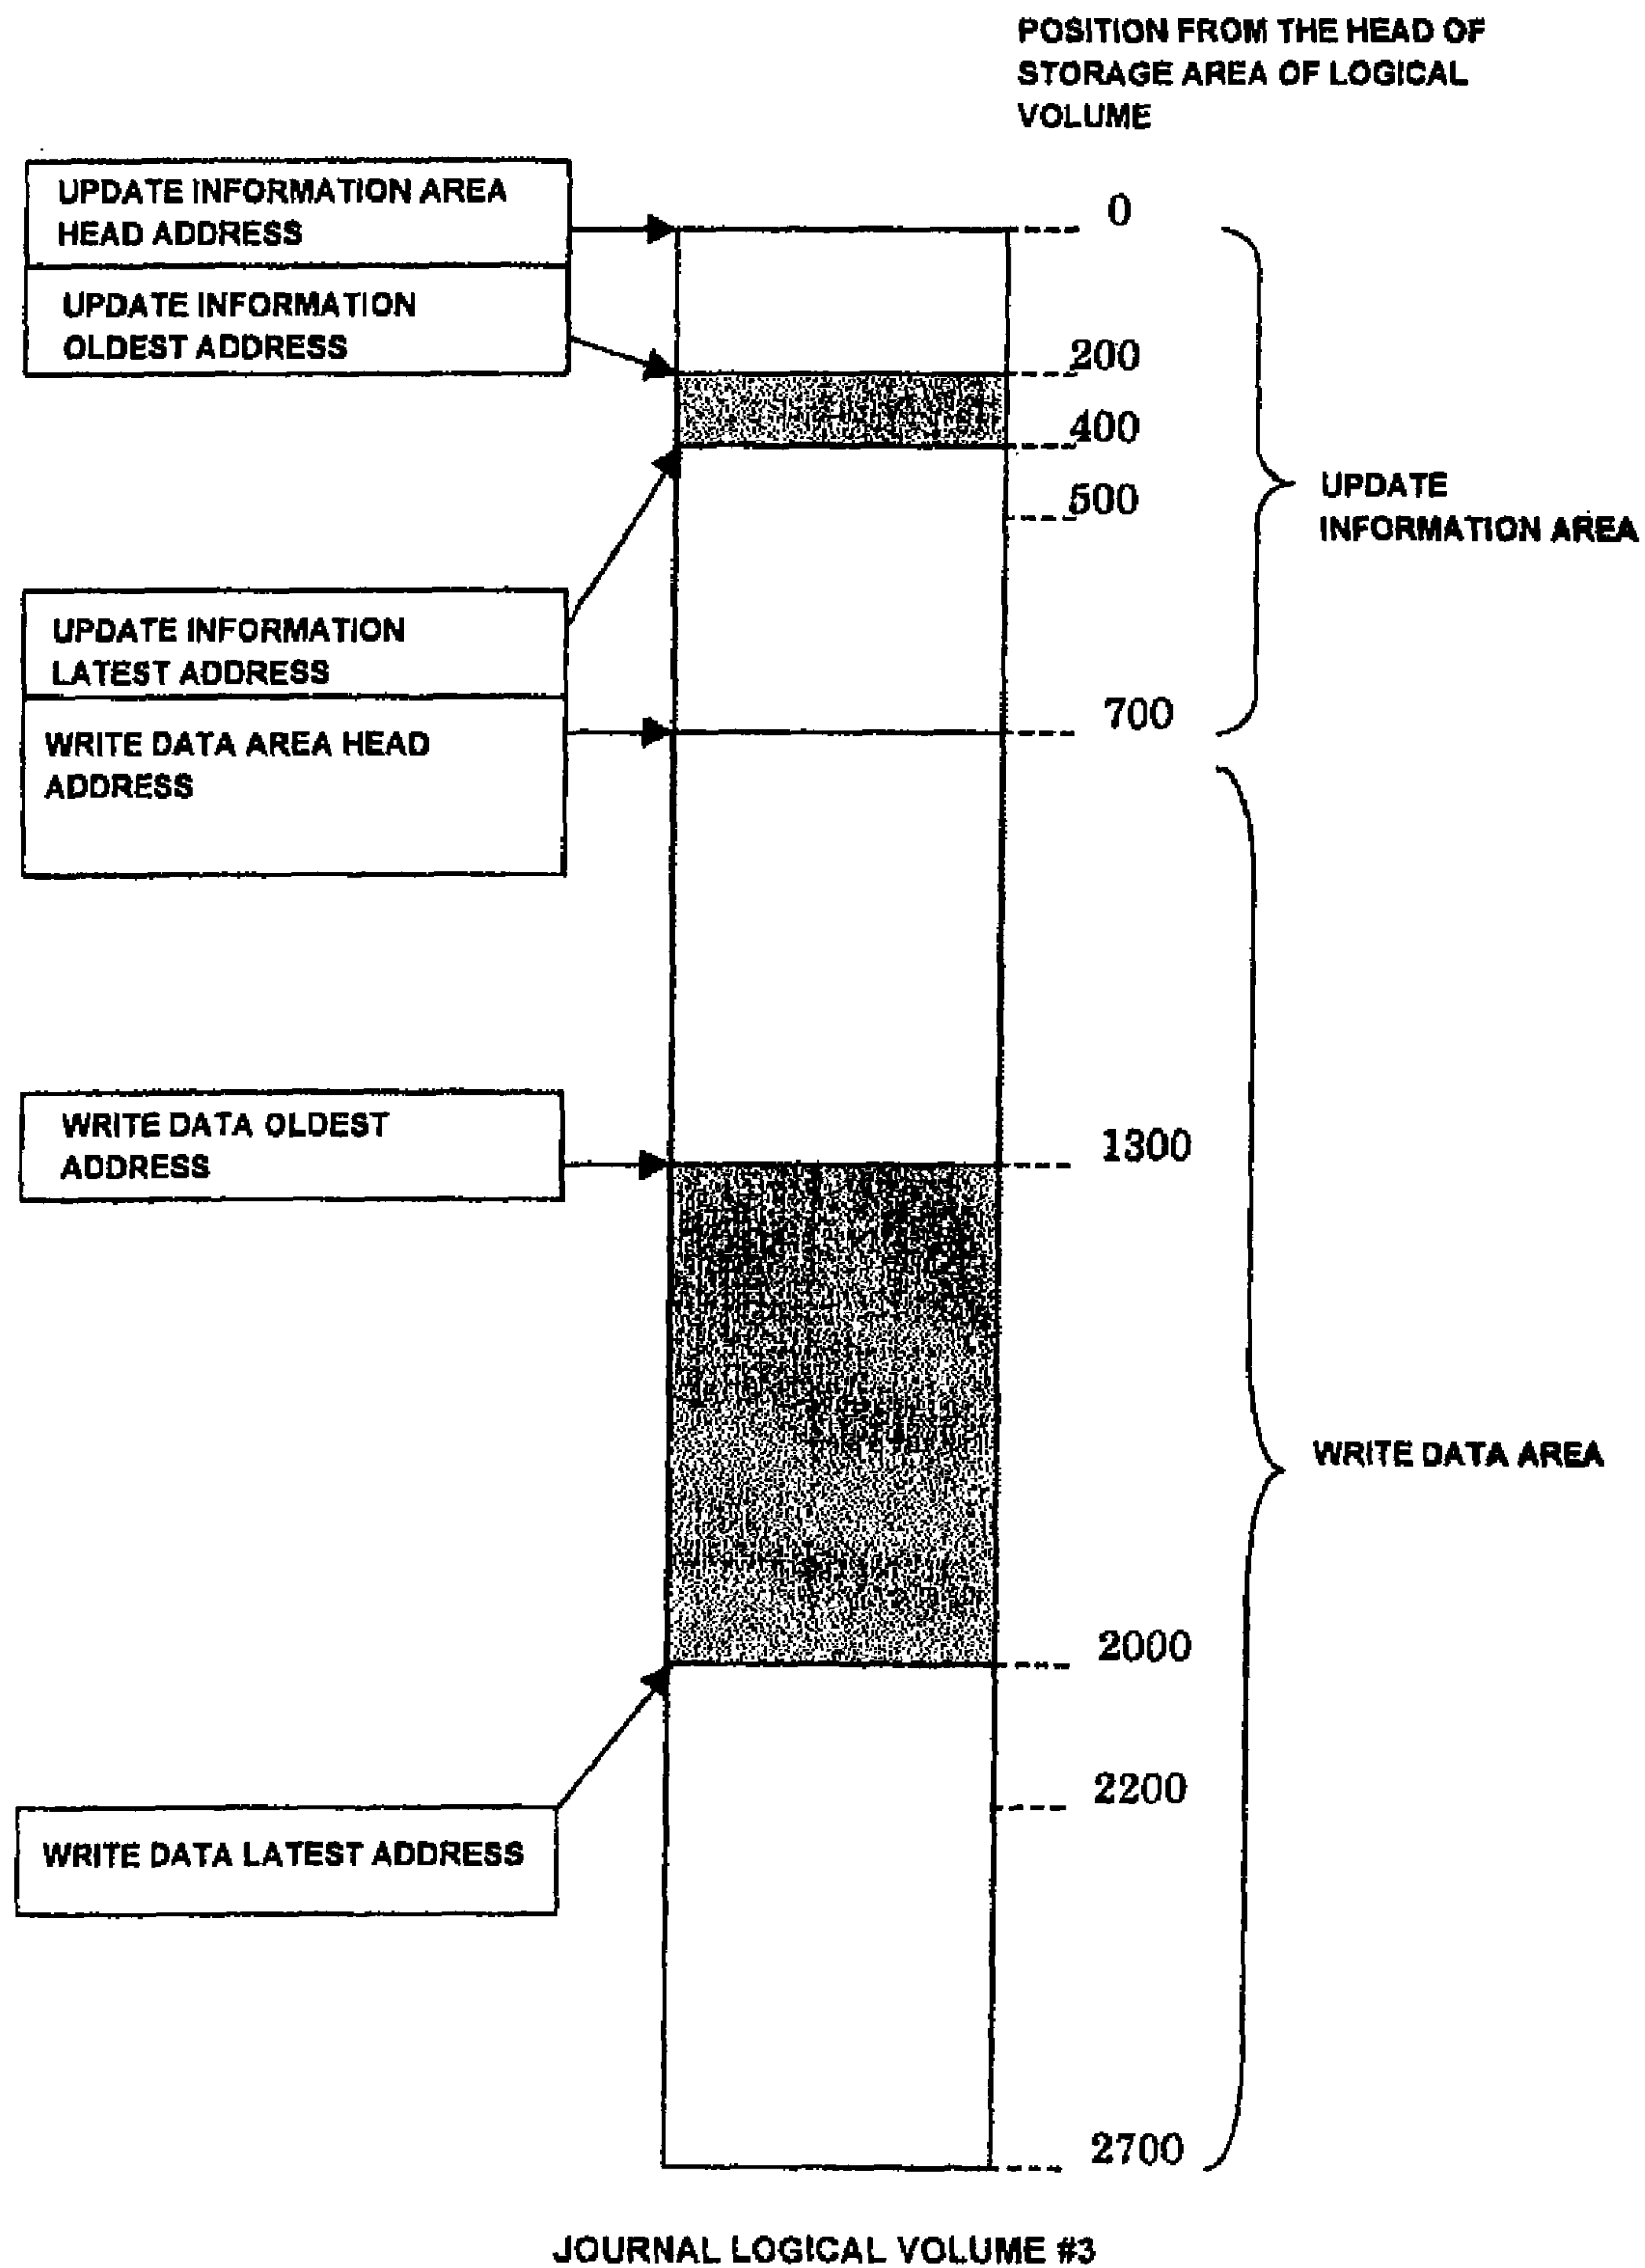 POSITION FROM THE HEAD OF
STORAGE AREA OF LOGICAL
VOLUME
UPDATE INFORMATION AREA
HEAD ADDRESS
0
UPDATE INFORMATION
OLDEST ADDRESS
200
400
500
UPDATE
INFORMATION AREA
UPDATE INFORMATION
LATEST ADDRESS
700
WRITE DATA AREA HEAD
ADDRESS
WRITE DATA OLDEST
ADDRESS
1300
WRITE DATA AREA
2000
2200
WRITE DATA LATEST ADDRESS
2700
JOURNAL LOGICAL VOLUME #3